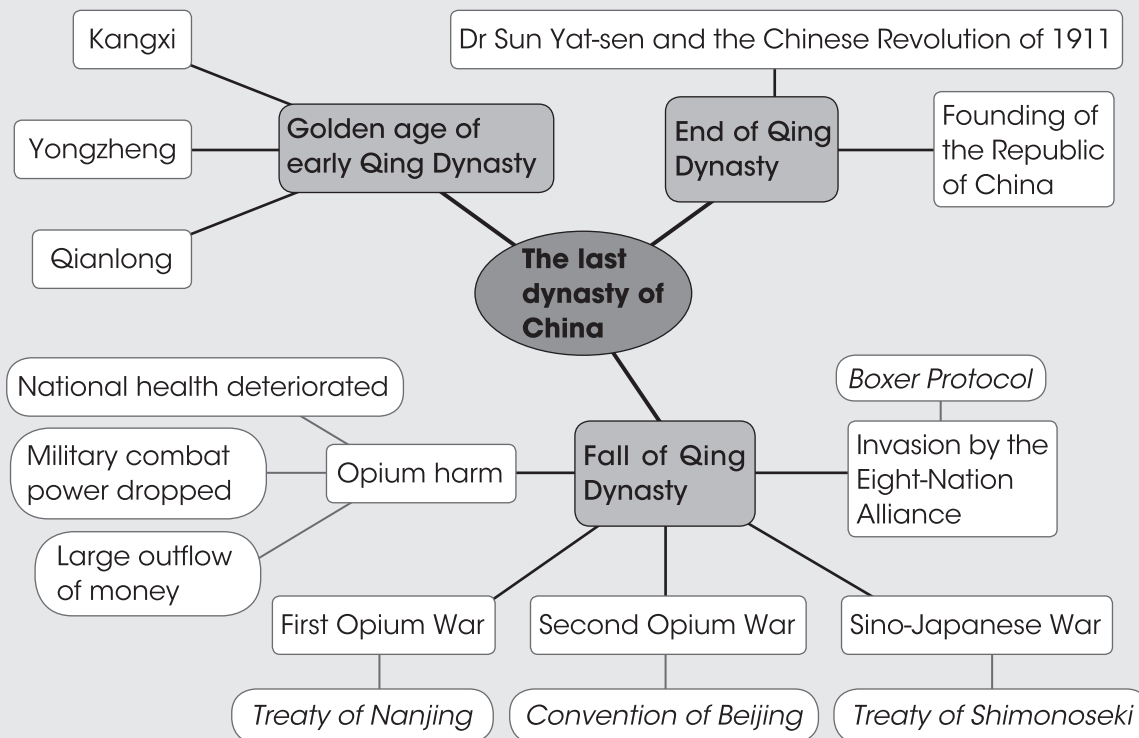 Kangxi
Dr Sun Yat-sen and the Chinese Revolution of 1911
Golden age of
early Qing Dynasty
End of Qing
Dynasty
Founding of
the Republic
of China
Yongzheng
Qianlong
The last
dynasty of
China
National health deteriorated
Boxer Protocol
Military combat
power dropped
Opium harm
Fall of Qing
Dynasty
Invasion by the
Eight-Nation
Alliance
Large outflow
of money
First Opium War
Second Opium War
Sino-Japanese War
Treaty of Nanjing
Convention of Beijing
Treaty of Shimonoseki